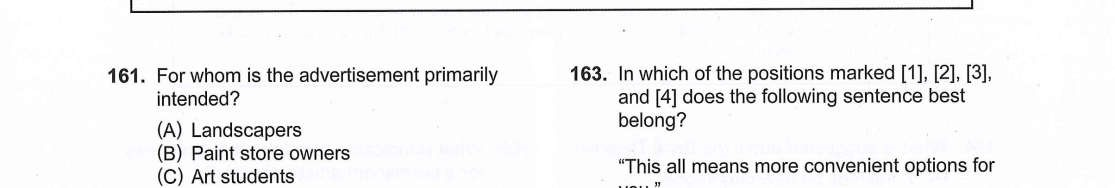 161. For whom is the advertisement primarily
intended?
(A) Landscapers
(B) Paint store owners
(C) Art students
163. In which of the positions marked [1], [2], [3],
and [4] does the following sentence best
belong?
“This all means more convenient options for
you.”